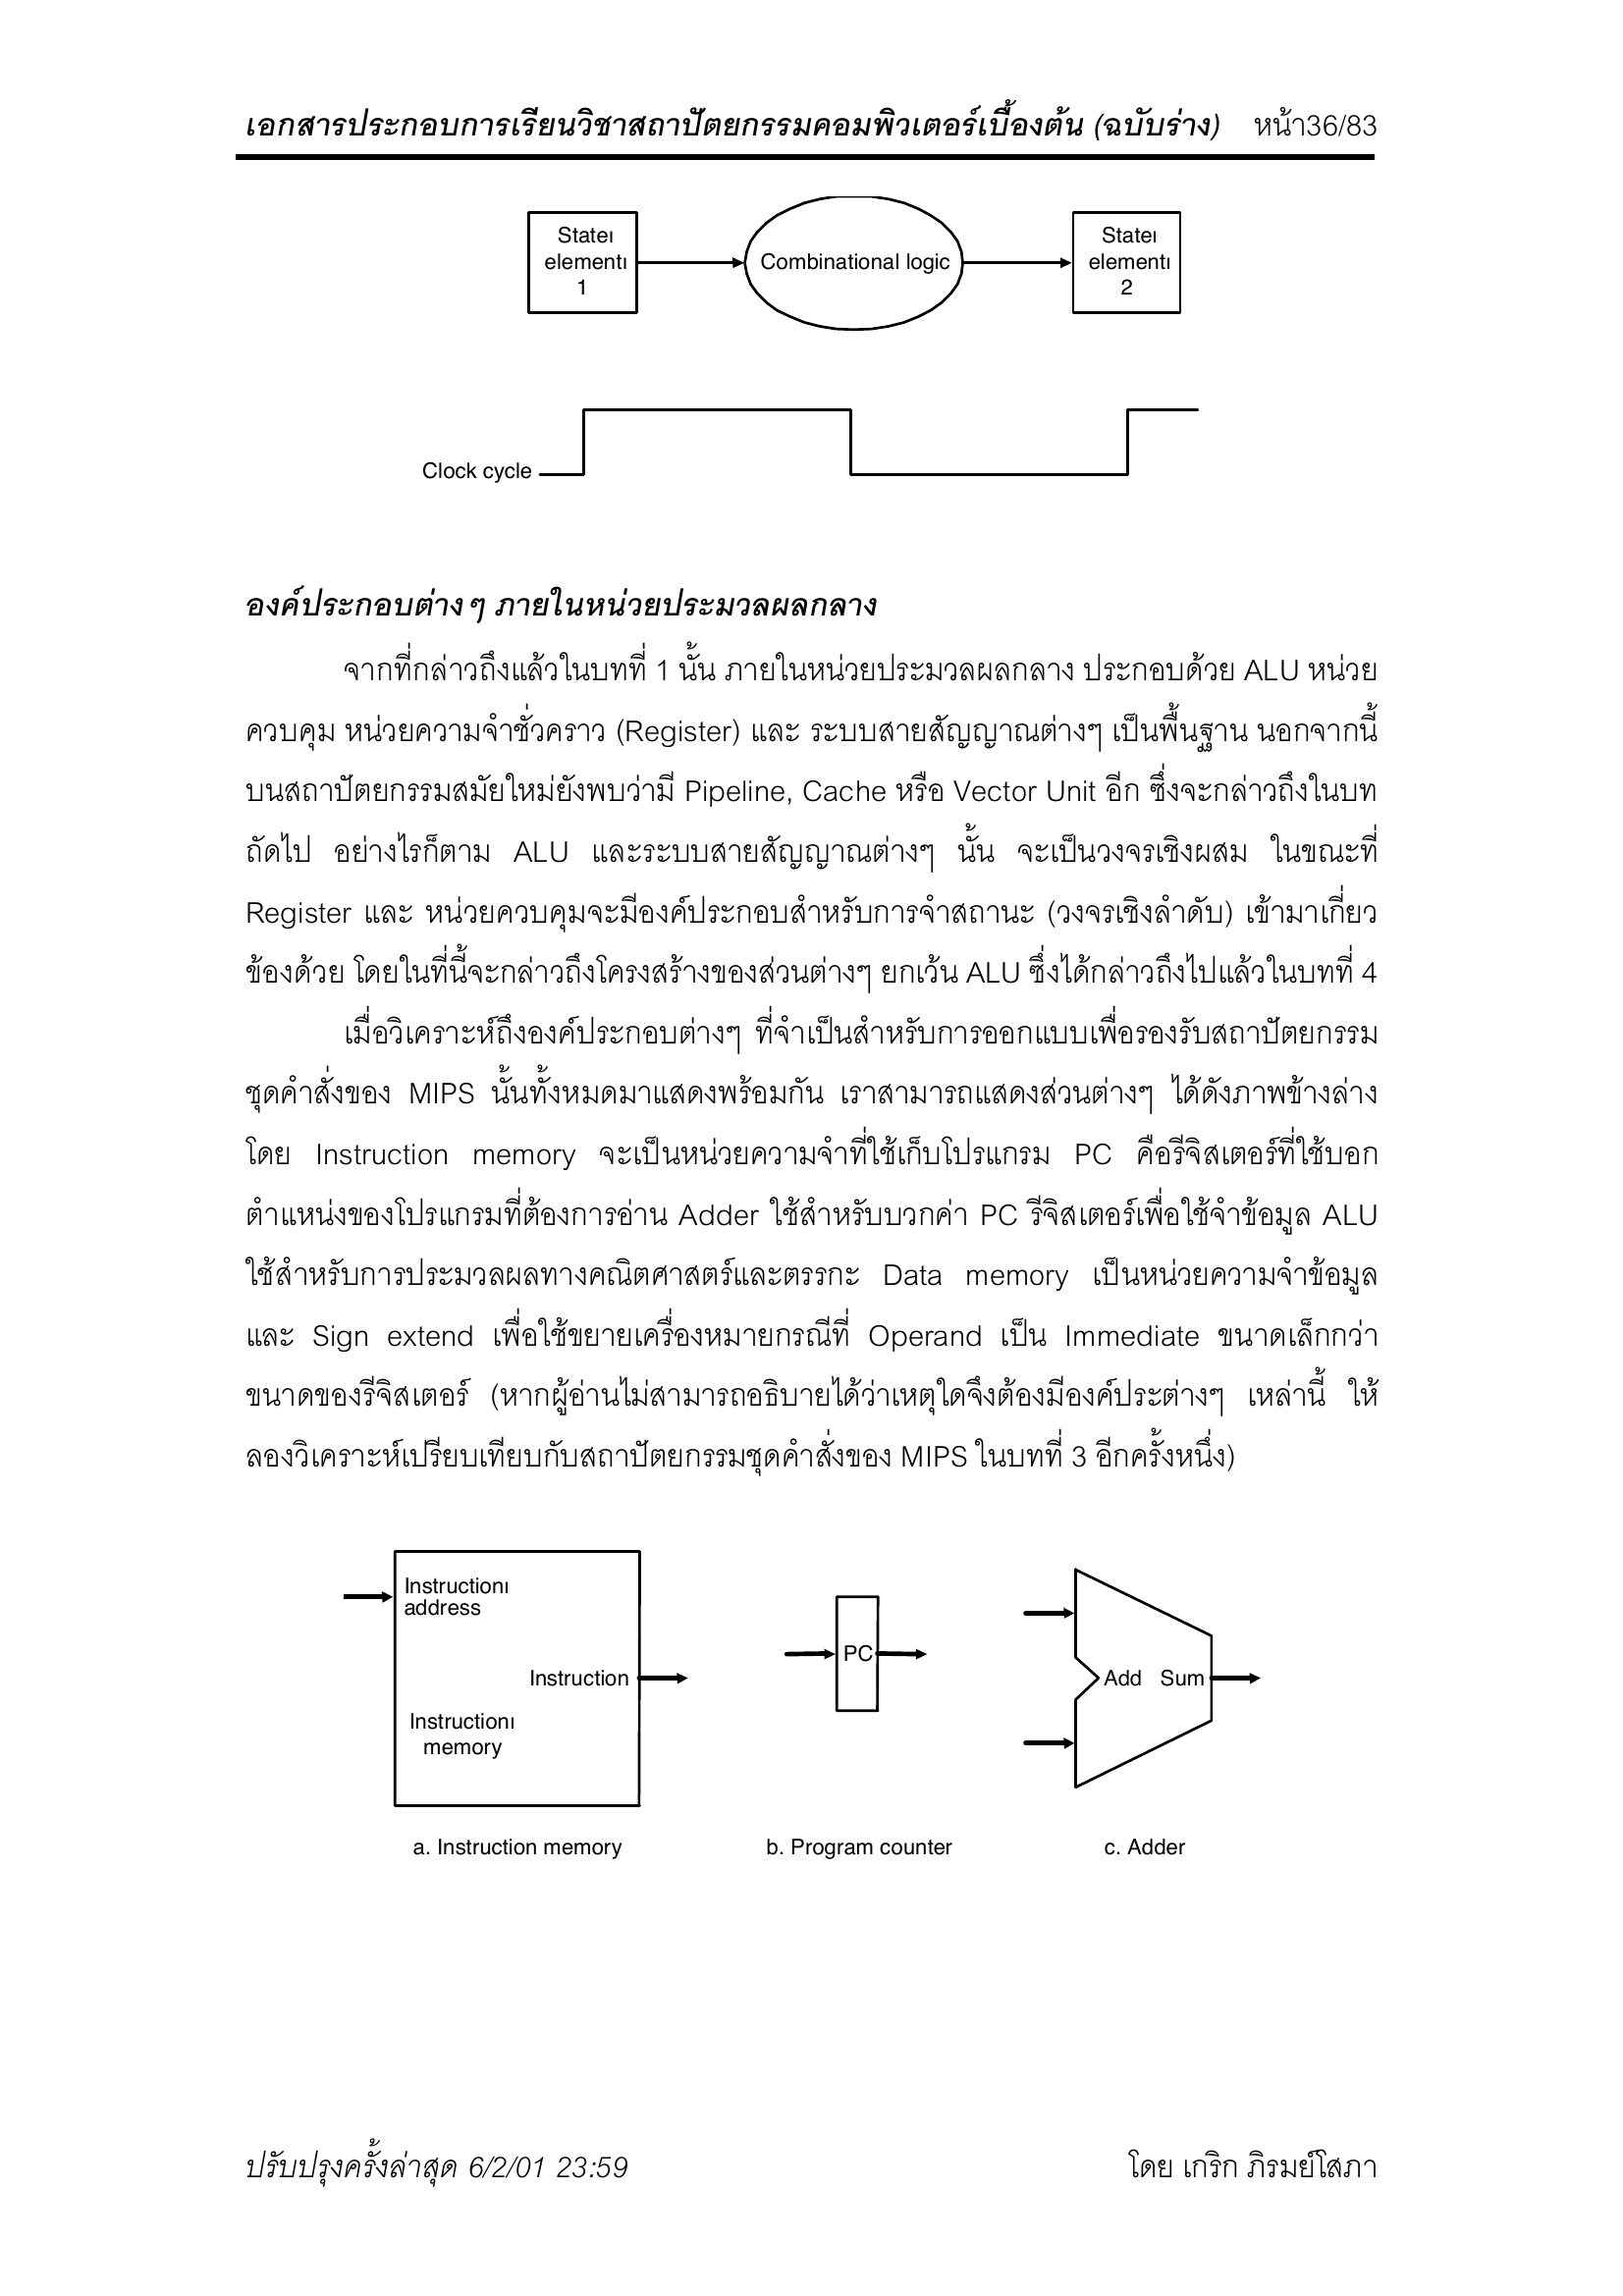 เอกสารประกอบการเรียนวิชาสถาปัตยกรรมคอมพิวเตอร์เบื้องต้น (ฉบับร่าง) หน้า36/83
Stateı
elementı
1
Combinational logic
Stateı
elementı
2
Clock cycle
องค์ประกอบต่างๆ ภายในหน่วยประมวลผลกลาง
จากที่กล่าวถึงแล้วในบทที่ 1 นั้น ภายในหน่วยประมวลผลกลาง ประกอบด้วย ALU หน่วย
ควบคุม หน่วยความจำชั่วคราว (Register) และ ระบบสายสัญญาณต่างๆ เป็นพื้นฐาน นอกจากนี้
บนสถาปัตยกรรมสมัยใหม่ยังพบว่ามี Pipeline, Cache หรือ Vector Unit อีก ซึ่งจะกล่าวถึงในบท
ถัดไป อย่างไรก็ตาม ALU และระบบสายสัญญาณต่างๆ นั้น จะเป็นวงจรเชิงผสม ในขณะที่
Register และ หน่วยควบคุมจะมีองค์ประกอบสำหรับการจำสถานะ (วงจรเชิงลำดับ) เข้ามาเกี่ยว
ข้องด้วย โดยในที่นี้จะกล่าวถึงโครงสร้างของส่วนต่างๆ ยกเว้น ALU ซึ่งได้กล่าวถึงไปแล้วในบทที่ 4
เมื่อวิเคราะห์ถึงองค์ประกอบต่างๆ ที่จำเป็นสำหรับการออกแบบเพื่อรองรับสถาปัตยกรรม
ชุดคำสั่งของ MIPS นั้นทั้งหมดมาแสดงพร้อมกัน เราสามารถแสดงส่วนต่างๆ ได้ดังภาพข้างล่าง
โดย Instruction memory จะเป็นหน่วยความจำที่ใช้เก็บโปรแกรม PC คือรีจิสเตอร์ที่ใช้บอก
ตำแหน่งของโปรแกรมที่ต้องการอ่าน Adder ใช้สำหรับบวกค่า PC รีจิสเตอร์เพื่อใช้จำข้อมูล ALU
ใช้สำหรับการประมวลผลทางคณิตศาสตร์และตรรกะ Data memory เป็นหน่วยความจำข้อมูล
และ Sign extend เพื่อใช้ขยายเครื่องหมายกรณีที่ Operand เป็น Immediate ขนาดเล็กกว่า
ขนาดของรีจิสเตอร์ (หากผู้อ่านไม่สามารถอธิบายได้ว่าเหตุใดจึงต้องมีองค์ประต่างๆ เหล่านี้ ให้
ลองวิเคราะห์เปรียบเทียบกับสถาปัตยกรรมชุดคำสั่งของ MIPS ในบทที่ 3 อีกครั้งหนึ่ง)
Instructionı
address
Instruction
Instructionı
memory
PC
Add Sum
a. Instruction memory
b. Program counter
c. Adder
ปรับปรุงครั้งล่าสุด 6/2/01 23:59
โดย เกริก ภิรมย์โสภา